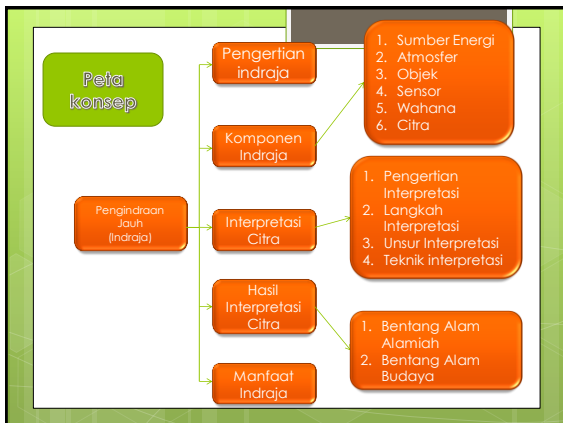 Peta
konsep
Pengindraan
Jauh
(Indraja)
Pengertian
indraja
Komponen
Indraja
Interpretasi
Citra
Hasil
Interpretasi
Citra
Manfaat
Indraja
1. Sumber Energi
2. Atmosfer
3. Objek
4. Sensor
5. Wahana
6. Citra
1. Pengertian
Interpretasi
2. Langkah
Interpretasi
3. Unsur Interpretasi
4. Teknik interpretasi
1. Bentang Alam
Alamiah
2. Bentang Alam
Budaya